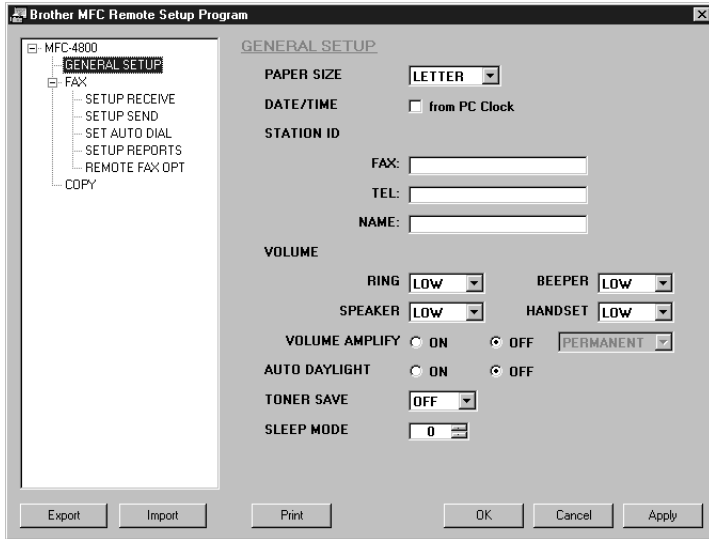 Brother MFC Remote Setup Program
MFC-4800
GENERAL SETUP
FAX
SETUP RECEIVE
SETUP SEND
SET AUTO DIAL
SETUP REPORTS
REMOTE FAX OPT
COPY
GENERAL SETUP
PAPER SIZE LETTER
DATE/TIME from PC Clock
STATION ID
FAX:
TEL:
NAME:
VOLUME
RING LOW BEEPER LOW
SPEAKER LOW HANDSET LOW
VOLUME AMPLIFY ON OFF PERMANENT
AUTO DAYLIGHT ON OFF
TONER SAVE OFF
SLEEP MODE 0
Export Import Print OK Cancel Apply